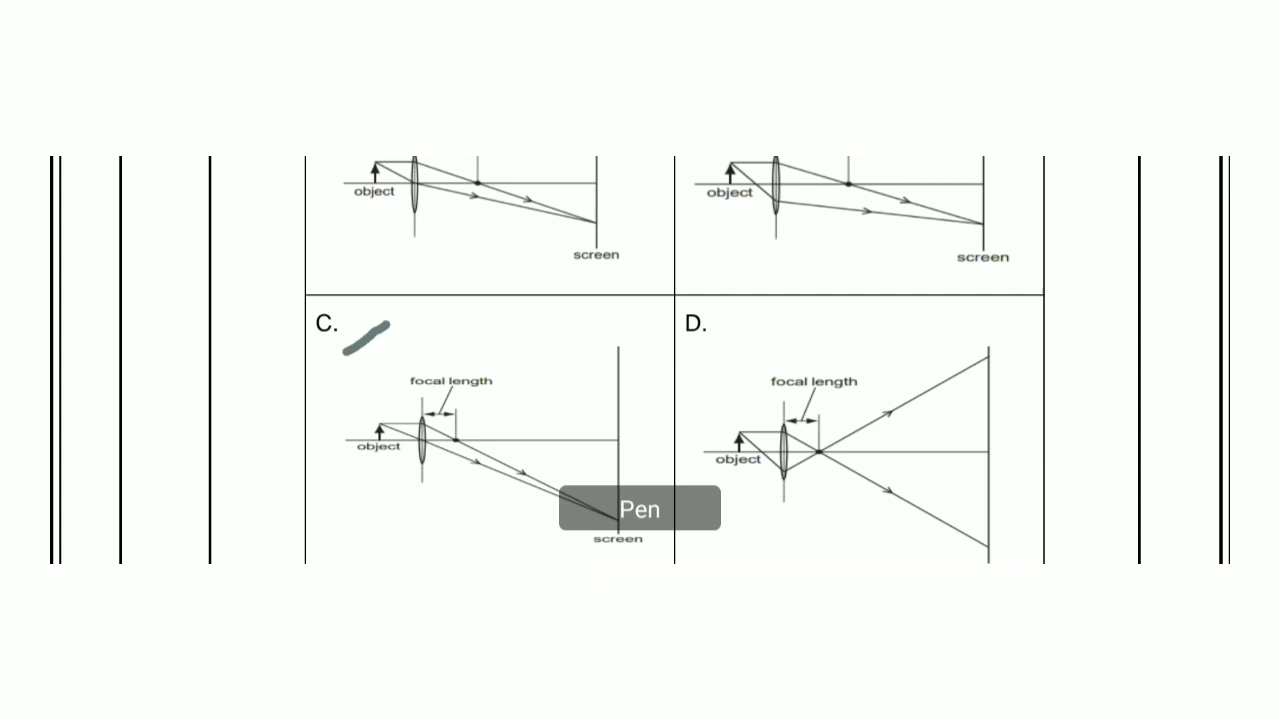 object
object
screen
screen
C.
focal length
object
Pen
screen
D.
focal length
object